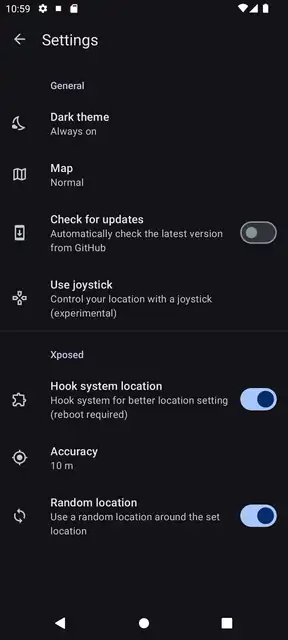 10:59
Settings
General
Dark theme
Always on
Map
Normal
Check for updates
Automatically check the latest version
from GitHub
Use joystick
Control your location with a joystick
(experimental)
Xposed
Hook system location
Hook system for better location setting
(reboot required)
Accuracy
10 m
Random location
Use a random location around the set
location